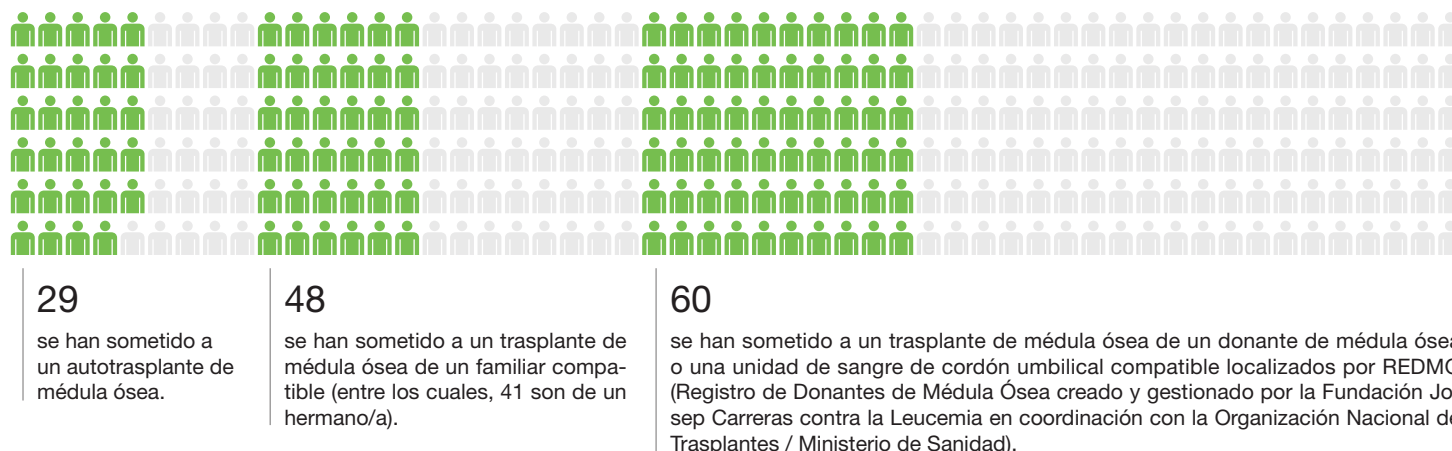 29
se han sometido a
un autotrasplante de
médula ósea.
48
se han sometido a un trasplante de
médula ósea de un familiar compa-
tible (entre los cuales, 41 son de un
hermano/a).
60
se han sometido a un trasplante de médula ósea de un donante de médula ósea
o una unidad de sangre de cordón umbilical compatible localizados por REDMO
(Registro de Donantes de Médula Ósea creado y gestionado por la Fundación Jo
sep Carreras contra la Leucemia en coordinación con la Organización Nacional de
Trasplantes / Ministerio de Sanidad).